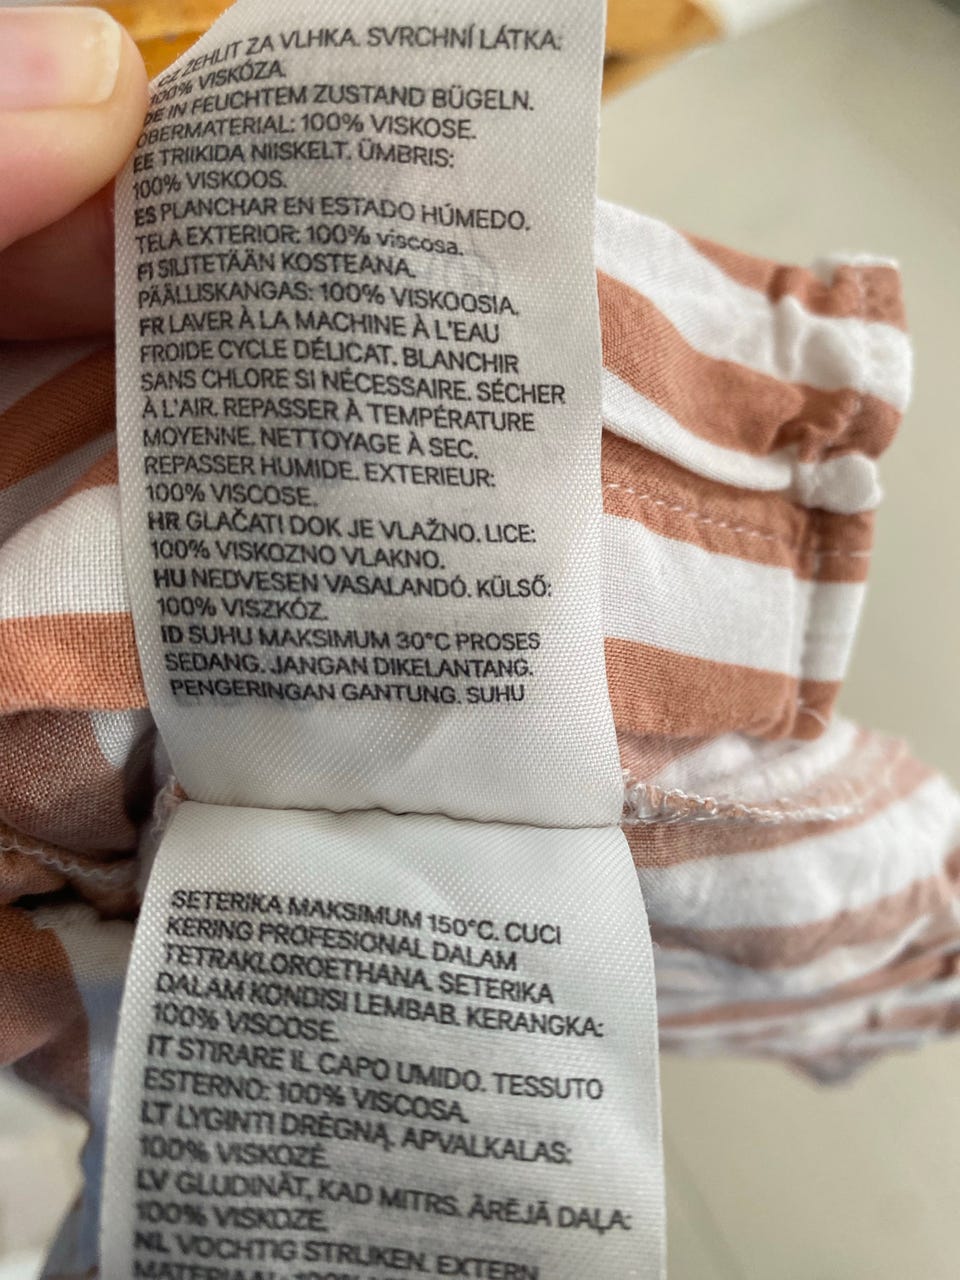 CZ ŽEHLIT ZA VLHKA. SVRCHNÍ LÁTKA:
100% VISKÓZA.
DE IN FEUCHTEM ZUSTAND BÜGELN.
OBERMATERIAL: 100% VISKOSE.
EE TRIIKIDA NIISKELT. ÜMBRIS:
100% VISKOOS.
ES PLANCHAR EN ESTADO HÚMEDO.
TELA EXTERIOR: 100% viscosa.
FI SILITETÄÄN KOSTEANA.
PÄÄLLISKANGAS: 100% VISKOOSIA.
FR LAVER À LA MACHINE À L'EAU
FROIDE CYCLE DÉLICAT. BLANCHIR
SANS CHLORE SI NÉCESSAIRE. SÉCHER
À L'AIR. REPASSER À TEMPÉRATURE
MOYENNE. NETTOYAGE À SEC.
REPASSER HUMIDE. EXTERIEUR:
100% VISCOSE.
HR GLAČATI DOK JE VLAŽNO. LICE:
100% VISKOZNO VLAKNO.
HU NEDVESEN VASALANDÓ. KÜLSŐ:
100% VISZKÓZ.
ID SUHU MAKSIMUM 30°C PROSES
SEDANG. JANGAN DIKELANTANG.
PENGERINGAN GANTUNG. SUHU
SETERIKA MAKSIMUM 150°C. CUCI
KERING PROFESIONAL DALAM
TETRAKLOROETHANA. SETERIKA
DALAM KONDISI LEMBAB. KERANGKA:
100% VISCOSE.
IT STIRARE IL CAPO UMIDO. TESSUTO
ESTERNO: 100% VISCOSA.
LT LYGINTI DRĖGNĄ. APVALKALAS:
100% VISKOZĖ.
LV GLUDINĀT, KAD MITRS. ĀRĒJĀ DAĻA:
100% VISKOZE.
NL VOCHTIG STRIJKEN. EXTERN
MATERIAAL: 100%